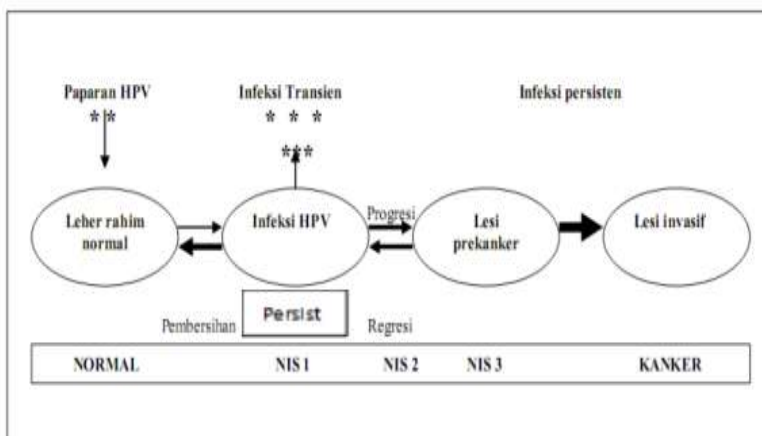 Paparan HPV Infeksi Transien Infeksi persisten
** * * *
***
Leher rahim normal
Infeksi HPV
Progresi
Lesi prekanker
Lesi invasif
Pembersihan
Persist
Regresi
NORMAL NIS 1 NIS 2 NIS 3 KANKER